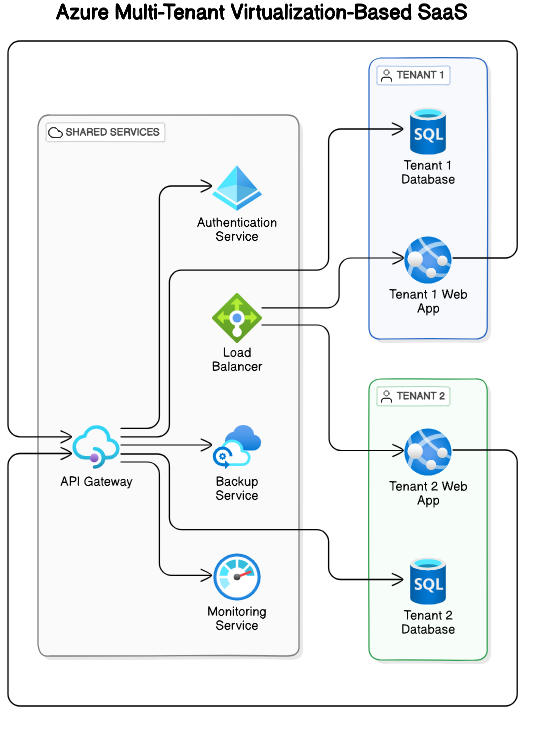 Azure Multi-Tenant Virtualization-Based SaaS
TENANT 1
SHARED SERVICES
SQL
Tenant 1
Database
Authentication
Service
Tenant 1 Web
App
Load
Balancer
TENANT 2
API Gateway
Backup
Service
Tenant 2 Web
App
SQL
Monitoring
Service
Tenant 2
Database